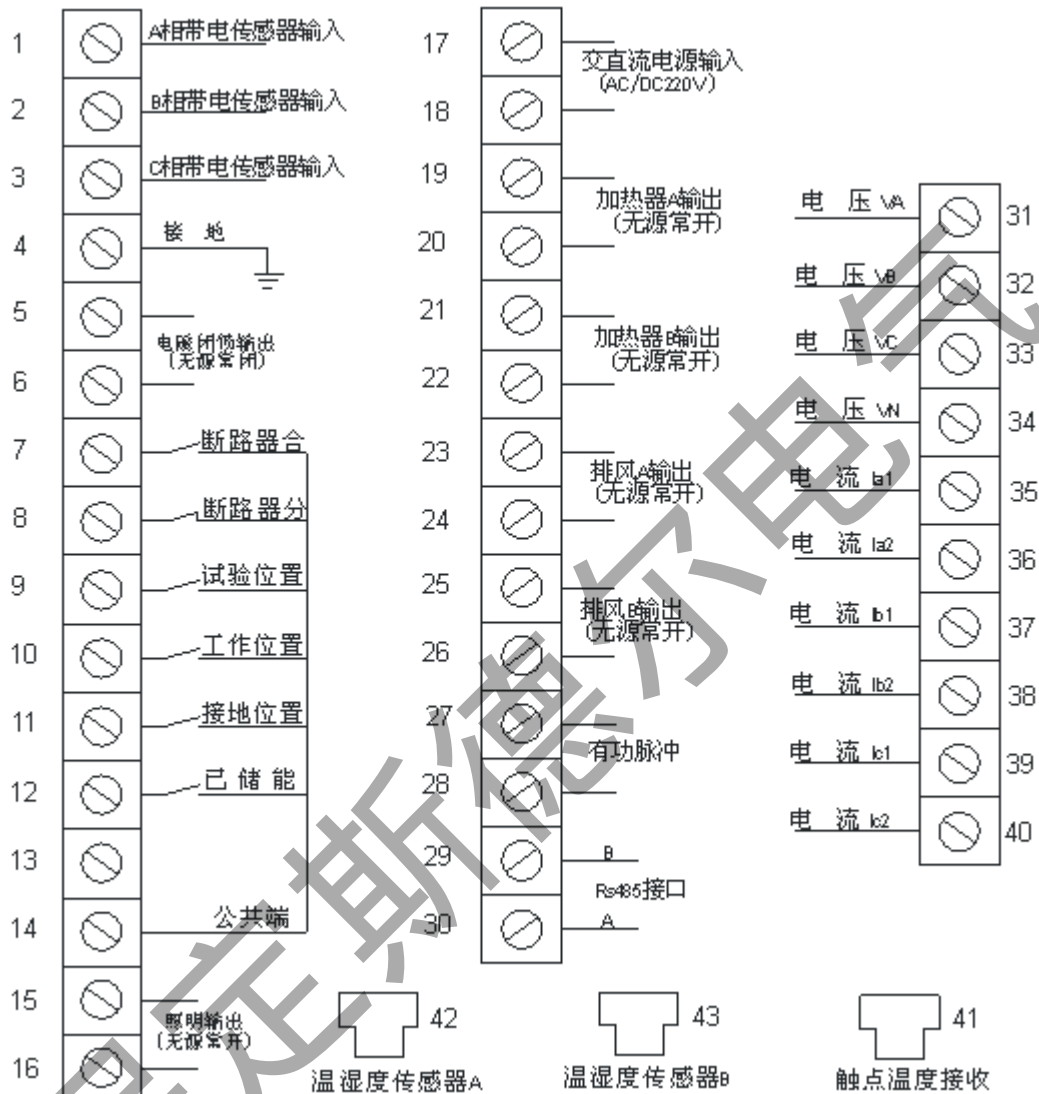 1 A相带电传感器输入
2 B相带电传感器输入
3 C相带电传感器输入
4 接 地
5
电磁闭锁输出
(无源常闭)
6
7 断路器合
8 断路器分
9 试验位置
10 工作位置
11 接地位置
12 已 储 能
13
14 公共端
15
照明输出
(无源常开)
16
17
交直流电源输入
(AC/DC220V)
18
19
加热器A输出
(无源常开)
20
21
加热器B输出
(无源常开)
22
23
排风A输出
(无源常开)
24
25
排风B输出
(无源常开)
26
27
有功脉冲
28
29 B
Rs485接口
30 A
电 压 VA 31
电 压 VB 32
电 压 VC 33
电 压 VN 34
电 流 Ia1 35
电 流 Ia2 36
电 流 Ib1 37
电 流 Ib2 38
电 流 Ic1 39
电 流 Ic2 40
42
温湿度传感器A
43
温湿度传感器B
41
触点温度接收
定斯德尔电气